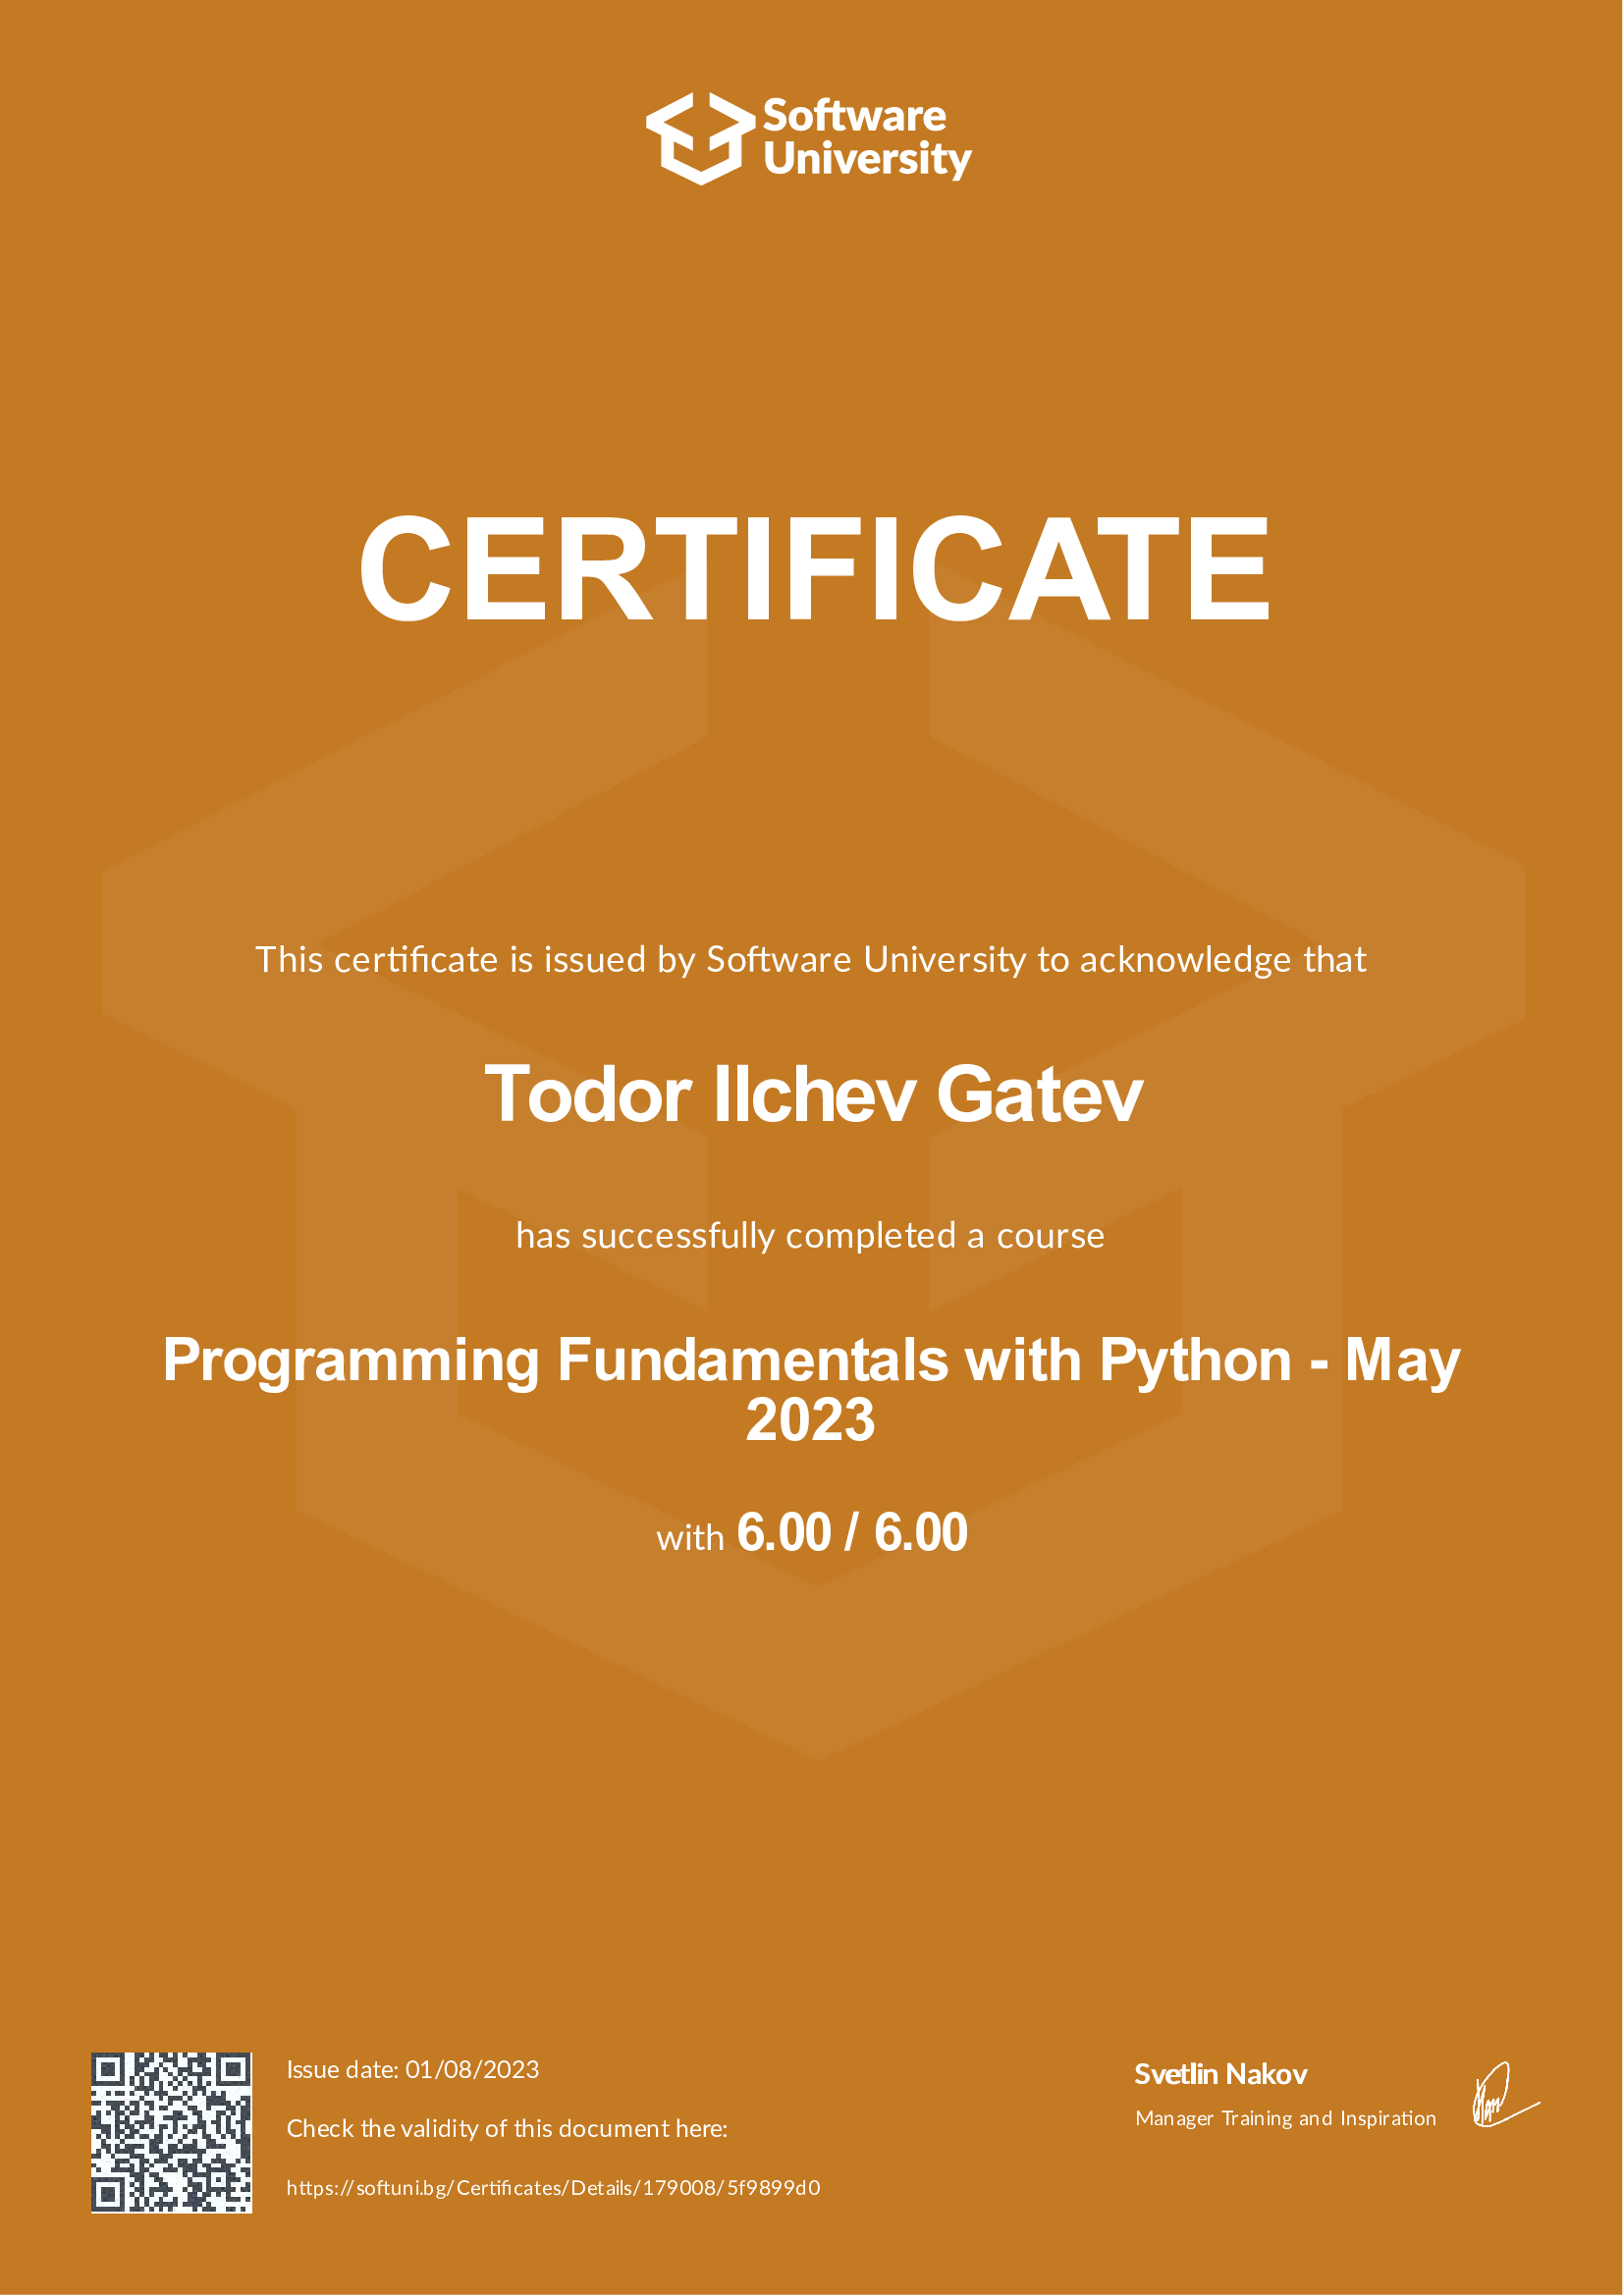 Software
University
CERTIFICATE
This certificate is issued by Software University to acknowledge that
Todor Ilchev Gatev
has successfully completed a course
Programming Fundamentals with Python - May
2023
with 6.00 / 6.00
Issue date: 01/08/2023
Check the validity of this document here:
https://softuni.bg/Certificates/Details/179008/5f9899d0
Svetlin Nakov
Manager Training and Inspiration